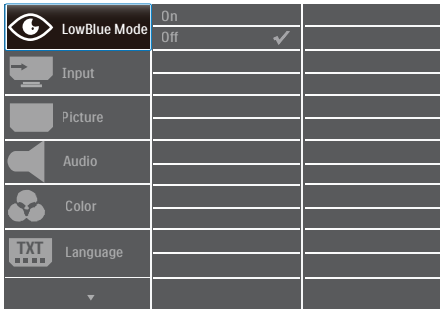 LowBlue Mode
On
Off
Input
Picture
Audio
Color
TXT
Language